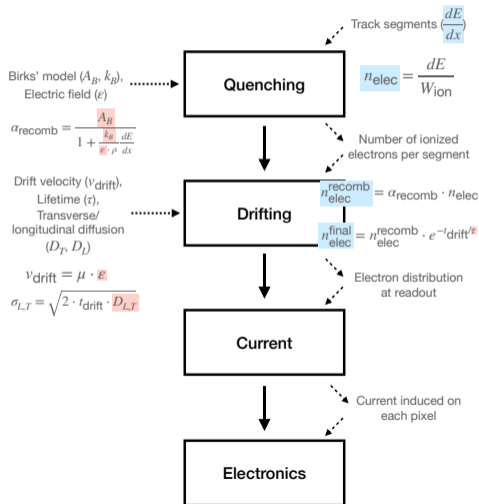 Track segments (dE/dx)
Quenching
n_elec = dE / W_ion
Birks' model (A_B, k_B),
Electric field (ε)
α_recomb = A_B / (1 + k_B/(ε · ρ) dE/dx)
Number of ionized
electrons per segment
Drift velocity (v_drift),
Lifetime (τ),
Transverse/
longitudinal diffusion
(D_T, D_L)
Drifting
n_elec^recomb = α_recomb · n_elec
n_elec^final = n_elec^recomb · e^(-t_drift/τ)
v_drift = μ · ε
σ_L,T = √(2 · t_drift · D_L,T)
Electron distribution
at readout
Current
Current induced on
each pixel
Electronics